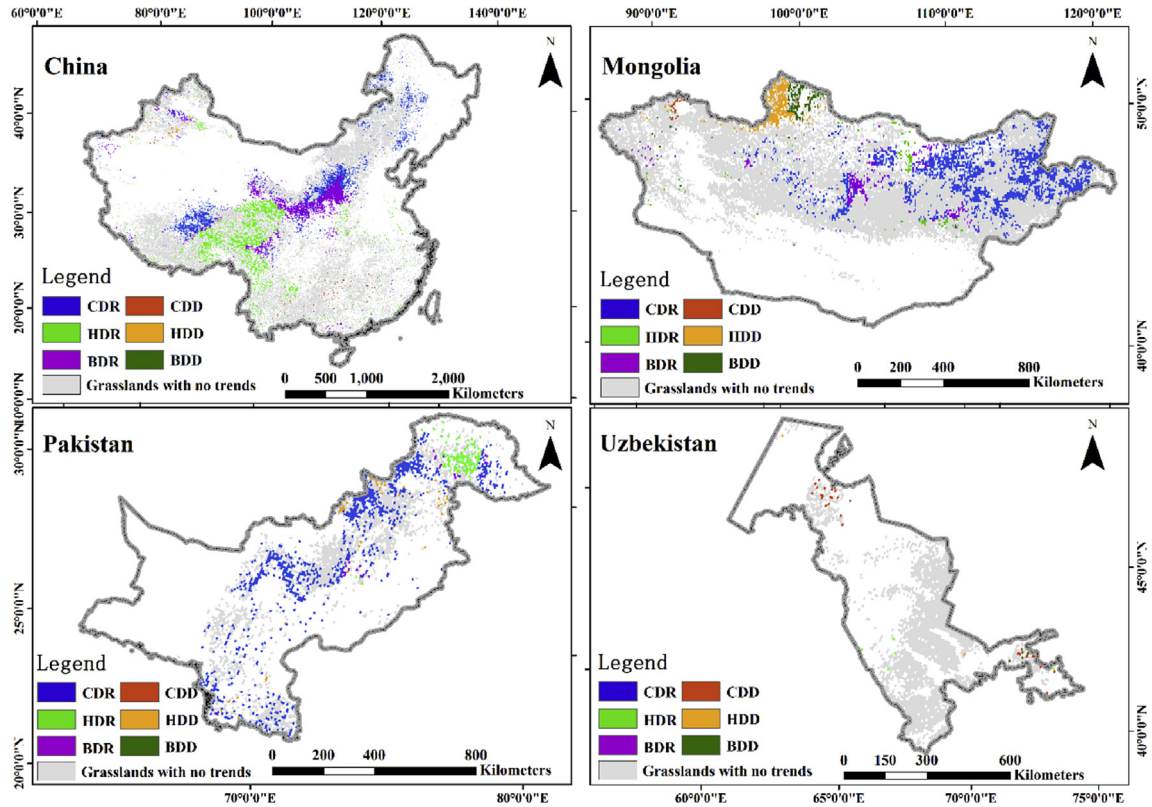 60°0'0"E 80°0'0"E 100°0'0"E 120°0'0"E 140°0'0"E
China
N
40°0'0"N
30°0'0"N
20°0'0"N
Legend
CDR CDD
HDR HDD
BDR BDD
Grasslands with no trends
0 500 1,000 2,000
Kilometers
90°0'0"E 100°0'0"E 110°0'0"E 120°0'0"E
Mongolia
N
50°0'0"N
40°0'0"N
Legend
CDR CDD
HDR HDD
BDR BDD
Grasslands with no trends
0 200 400 800
Kilometers
Pakistan
N
30°0'0"N
25°0'0"N
20°0'0"N
Legend
CDR CDD
HDR HDD
BDR BDD
Grasslands with no trends
0 200 400 800
Kilometers
70°0'0"E 80°0'0"E
Uzbekistan
N
45°0'0"N
40°0'0"N
Legend
CDR CDD
HDR HDD
BDR BDD
Grasslands with no trends
0 150 300 600
Kilometers
60°0'0"E 65°0'0"E 70°0'0"E 75°0'0"E